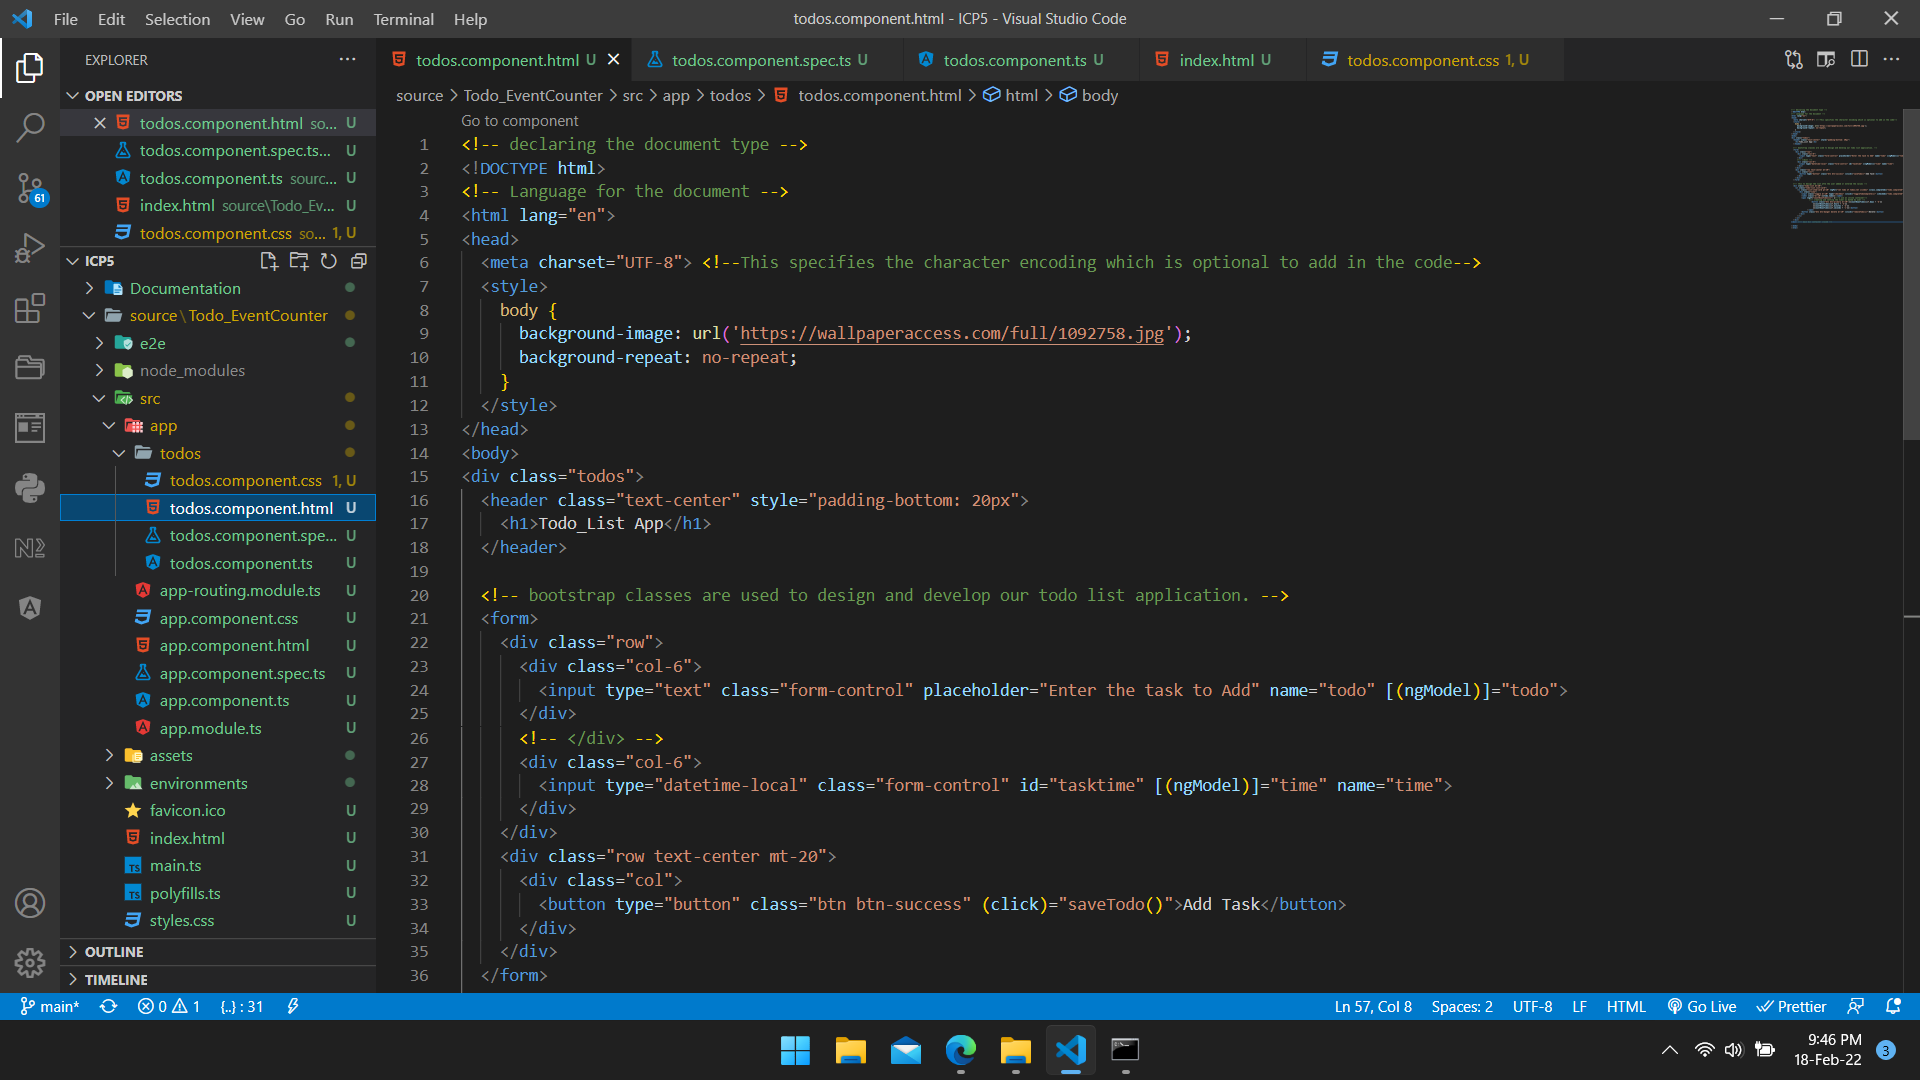 File Edit Selection View Go Run Terminal Help
todos.component.html - ICP5 - Visual Studio Code
EXPLORER
OPEN EDITORS
todos.component.html so... U
todos.component.spec.ts... U
todos.component.ts sourc... U
index.html source\Todo_Ev... U
todos.component.css so... 1, U
61
ICP5
Documentation
source\Todo_EventCounter
e2e
node_modules
src
app
todos
todos.component.css 1, U
todos.component.html U
todos.component.spe... U
todos.component.ts U
app-routing.module.ts U
app.component.css U
app.component.html U
app.component.spec.ts U
app.component.ts U
app.module.ts U
assets
environments
favicon.ico U
index.html U
main.ts U
polyfills.ts U
styles.css U
OUTLINE
TIMELINE
todos.component.html U todos.component.spec.ts U todos.component.ts U index.html U todos.component.css 1, U
source > Todo_EventCounter > src > app > todos > todos.component.html > html > body
Go to component
1 <!-- declaring the document type -->
2 <!DOCTYPE html>
3 <!-- Language for the document -->
4 <html lang="en">
5 <head>
6 <meta charset="UTF-8"> <!--This specifies the character encoding which is optional to add in the code-->
7 <style>
8 body {
9 background-image: url('https://wallpaperaccess.com/full/1092758.jpg');
10 background-repeat: no-repeat;
11 }
12 </style>
13 </head>
14 <body>
15 <div class="todos">
16 <header class="text-center" style="padding-bottom: 20px">
17 <h1>Todo_List App</h1>
18 </header>
19
20 <!-- bootstrap classes are used to design and develop our todo list application. -->
21 <form>
22 <div class="row">
23 <div class="col-6">
24 <input type="text" class="form-control" placeholder="Enter the task to Add" name="todo" [(ngModel)]="todo">
25 </div>
26 <!-- </div> -->
27 <div class="col-6">
28 <input type="datetime-local" class="form-control" id="tasktime" [(ngModel)]="time" name="time">
29 </div>
30 </div>
31 <div class="row text-center mt-20">
32 <div class="col">
33 <button type="button" class="btn btn-success" (click)="saveTodo()">Add Task</button>
34 </div>
35 </div>
36 </form>
main* 0 1 {..} : 31
Ln 57, Col 8 Spaces: 2 UTF-8 LF HTML Go Live Prettier
9:46 PM
18-Feb-22
3